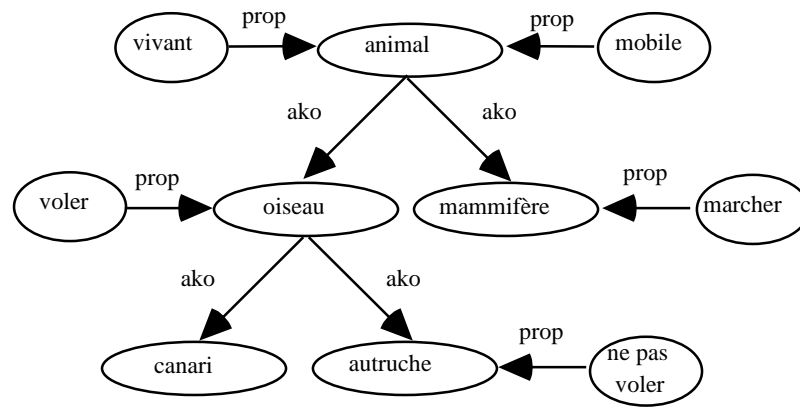 prop
prop
vivant
animal
mobile
ako
ako
prop
prop
voler
oiseau
mammifère
marcher
ako
ako
prop
canari
autruche
ne pas
voler